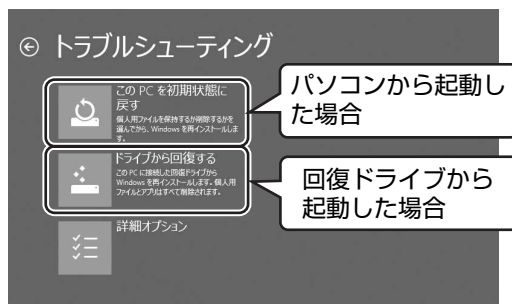 トラブルシューティング
この PC を初期状態に
戻す
個人用ファイルを保持するか削除するかを
選んでから、Windows を再インストールしま
す。
パソコンから起動し
た場合
ドライブから回復する
この PC に接続した回復ドライブから
Windows を再インストールします。個人用
ファイルとアプリはすべて削除されます。
回復ドライブから
起動した場合
詳細オプション